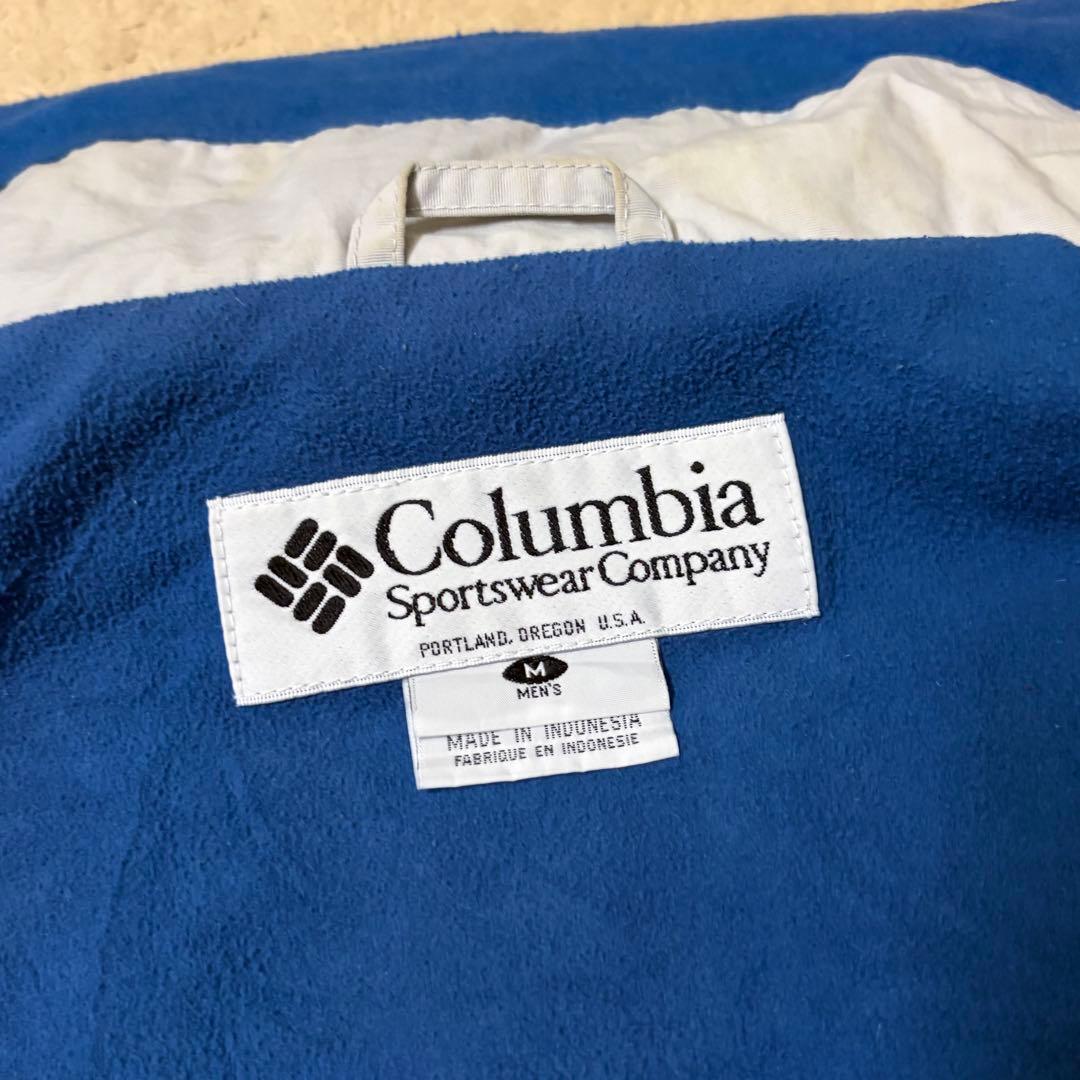 Columbia
Sportswear Company
PORTLAND, OREGON U.S.A.
M
MEN'S
MADE IN INDONESIA
FABRIQUE EN INDONESIE